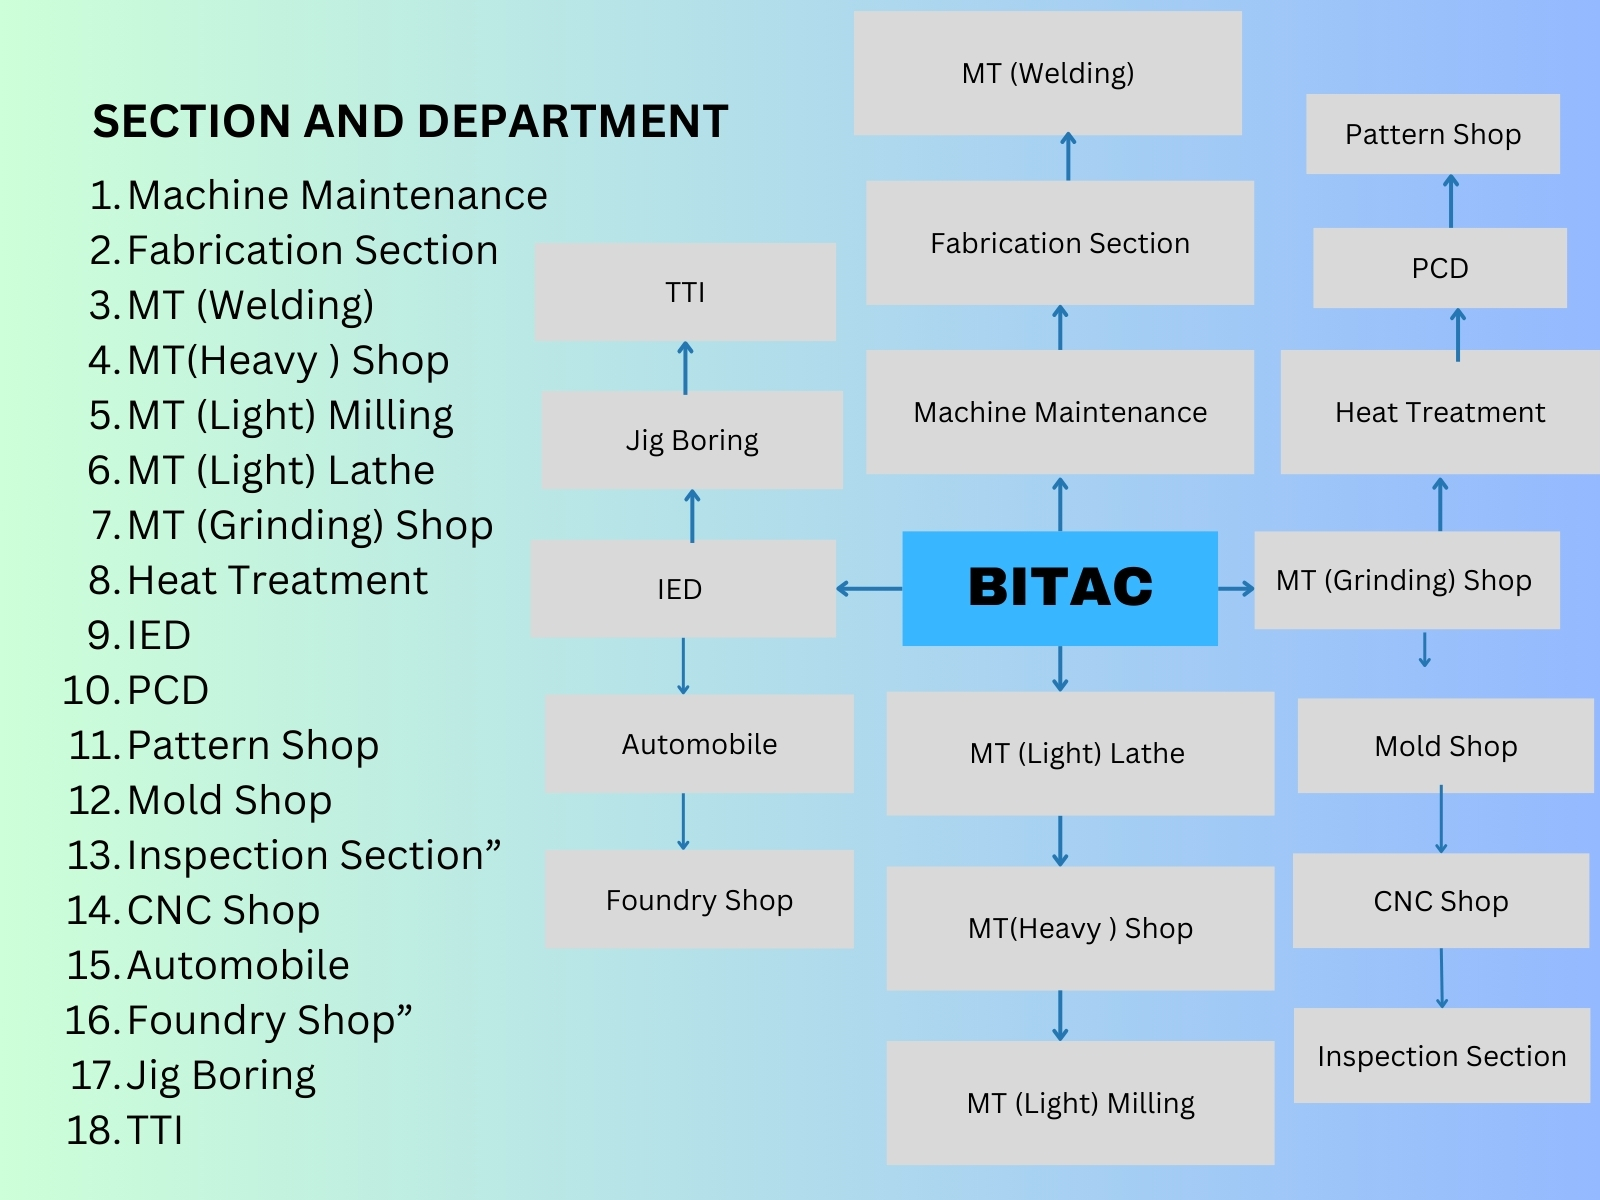 SECTION AND DEPARTMENT
1. Machine Maintenance
2. Fabrication Section
3. MT (Welding)
4. MT(Heavy ) Shop
5. MT (Light) Milling
6. MT (Light) Lathe
7. MT (Grinding) Shop
8. Heat Treatment
9. IED
10. PCD
11. Pattern Shop
12. Mold Shop
13. Inspection Section”
14. CNC Shop
15. Automobile
16. Foundry Shop”
17. Jig Boring
18. TTI
TTI
Jig Boring
IED
Automobile
Foundry Shop
MT (Welding)
Fabrication Section
Machine Maintenance
BITAC
MT (Light) Lathe
MT(Heavy ) Shop
MT (Light) Milling
Pattern Shop
PCD
Heat Treatment
MT (Grinding) Shop
Mold Shop
CNC Shop
Inspection Section